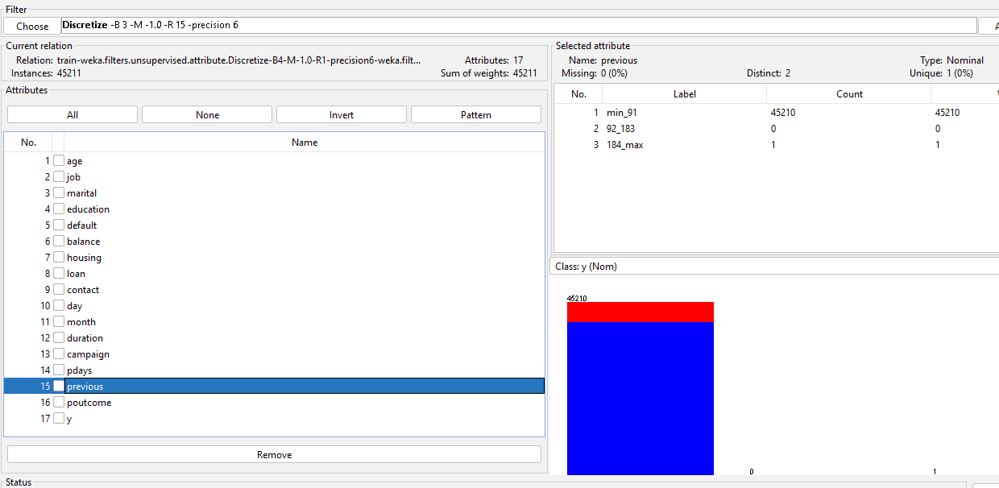 Filter
Choose Discretize -B 3 -M -1.0 -R 15 -precision 6 A
Current relation
Relation: train-weka.filters.unsupervised.attribute.Discretize-B4-M-1.0-R1-precision6-weka.filt... Attributes: 17
Instances: 45211 Sum of weights: 45211
Attributes
All None Invert Pattern
No. Name
1 age
2 job
3 marital
4 education
5 default
6 balance
7 housing
8 loan
9 contact
10 day
11 month
12 duration
13 campaign
14 pdays
15 previous
16 poutcome
17 y
Remove
Status
Selected attribute
Name: previous Type: Nominal
Missing: 0 (0%) Distinct: 2 Unique: 1 (0%)
No. Label Count
1 min_91 45210 45210
2 92_183 0 0
3 184_max 1 1
Class: y (Nom)
45210
0 1